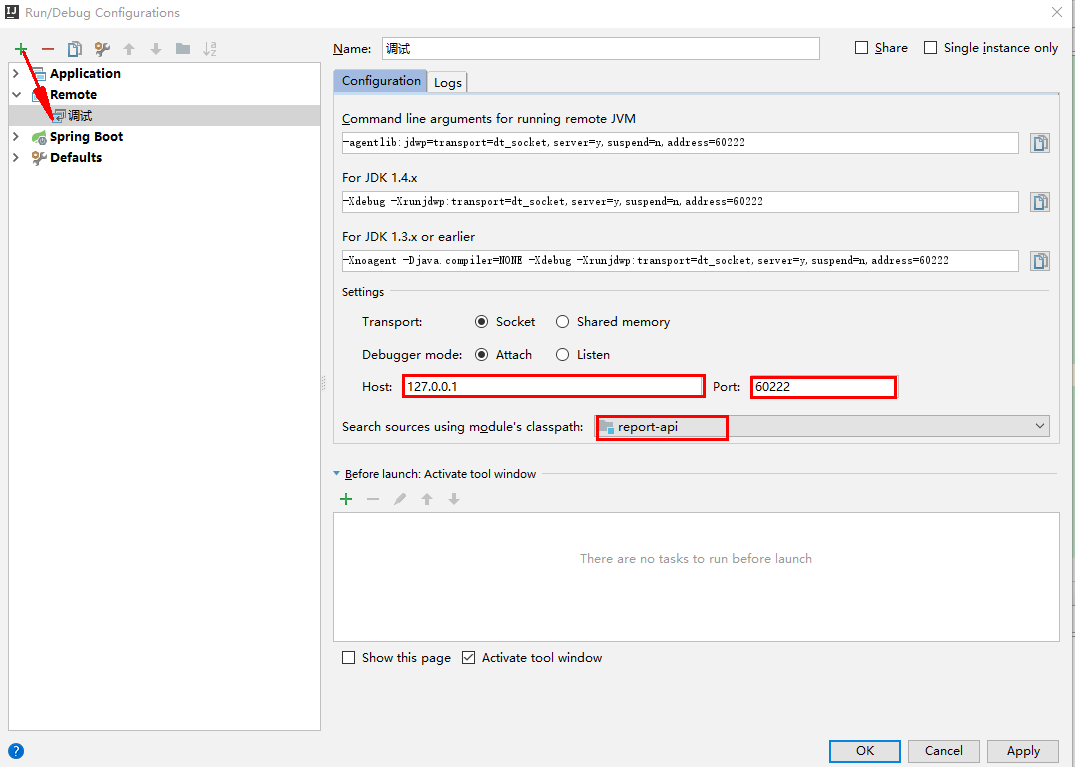 Run/Debug Configurations
Name: 调试
Share
Single instance only
Application
Remote
调试
Spring Boot
Defaults
Configuration
Logs
Command line arguments for running remote JVM
-agentlib:jdwp=transport=dt_socket,server=y,suspend=n,address=60222
For JDK 1.4.x
-Xdebug -Xrunjdwp:transport=dt_socket,server=y,suspend=n,address=60222
For JDK 1.3.x or earlier
-Xnoagent -Djava.compiler=NONE -Xdebug -Xrunjdwp:transport=dt_socket,server=y,suspend=n,address=60222
Settings
Transport: Socket Shared memory
Debugger mode: Attach Listen
Host: 127.0.0.1 Port: 60222
Search sources using module's classpath: report-api
Before launch: Activate tool window
There are no tasks to run before launch
Show this page Activate tool window
OK Cancel Apply